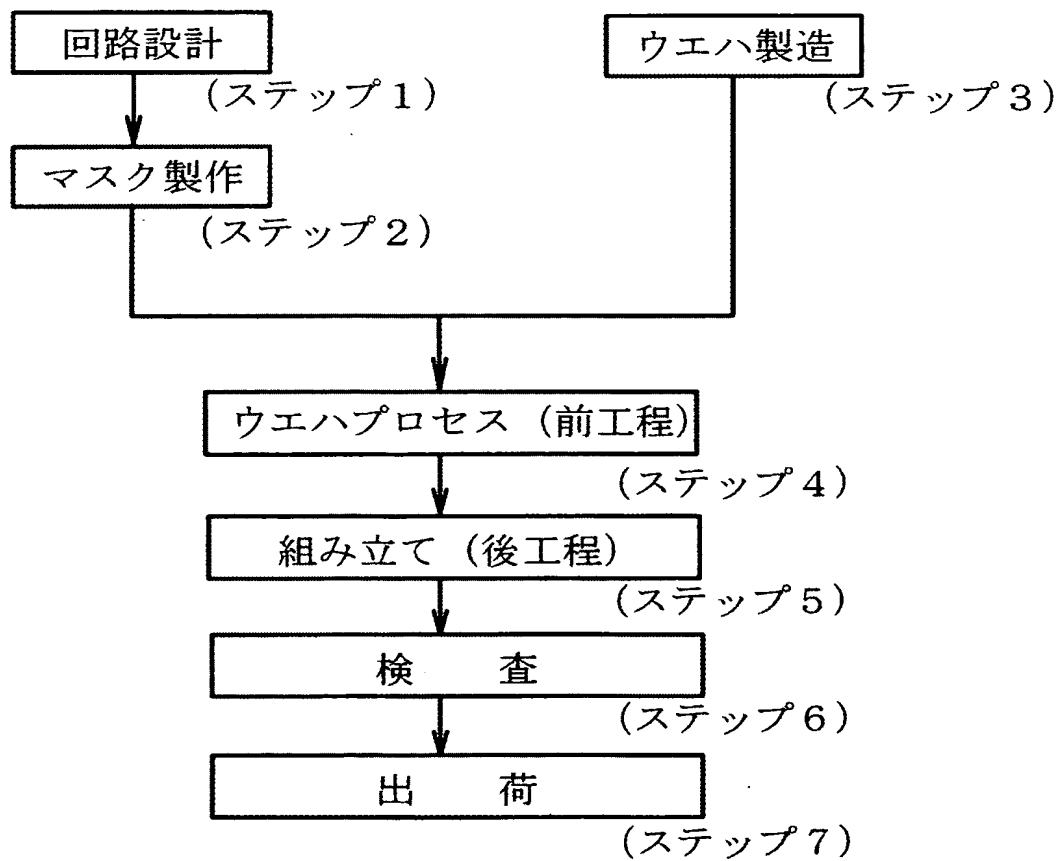 回路設計
(ステップ1)
ウエハ製造
(ステップ3)
マスク製作
(ステップ2)
ウエハプロセス (前工程)
(ステップ4)
組み立て (後工程)
(ステップ5)
検 査
(ステップ6)
出 荷
(ステップ7)